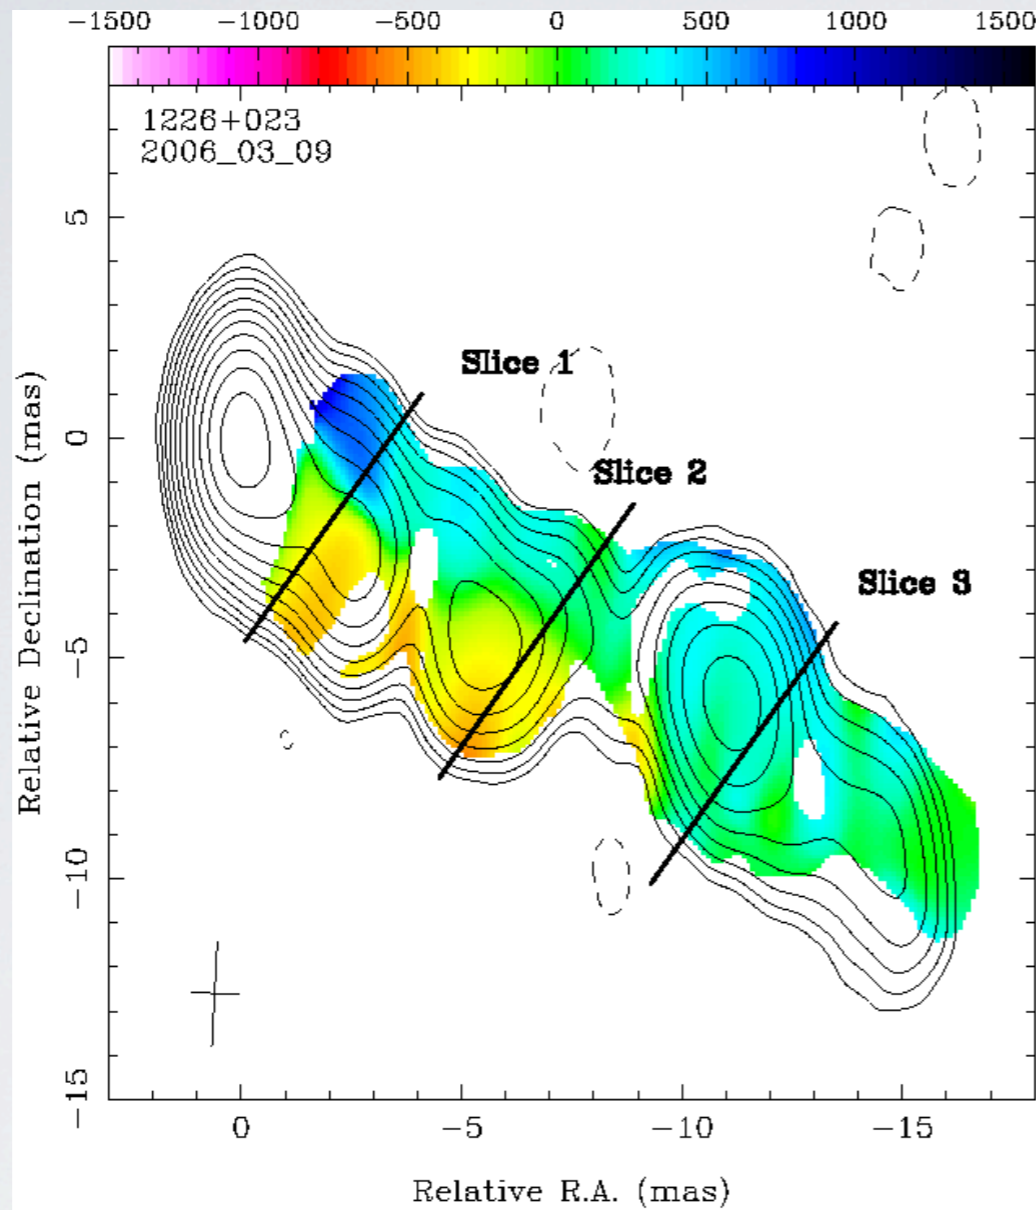 −1500 −1000 −500 0 500 1000 1500
1226+023
2006_03_09
Slice 1
Slice 2
Slice 3
5
0
−5
−10
−15
Relative Declination (mas)
0 −5 −10 −15
Relative R.A. (mas)